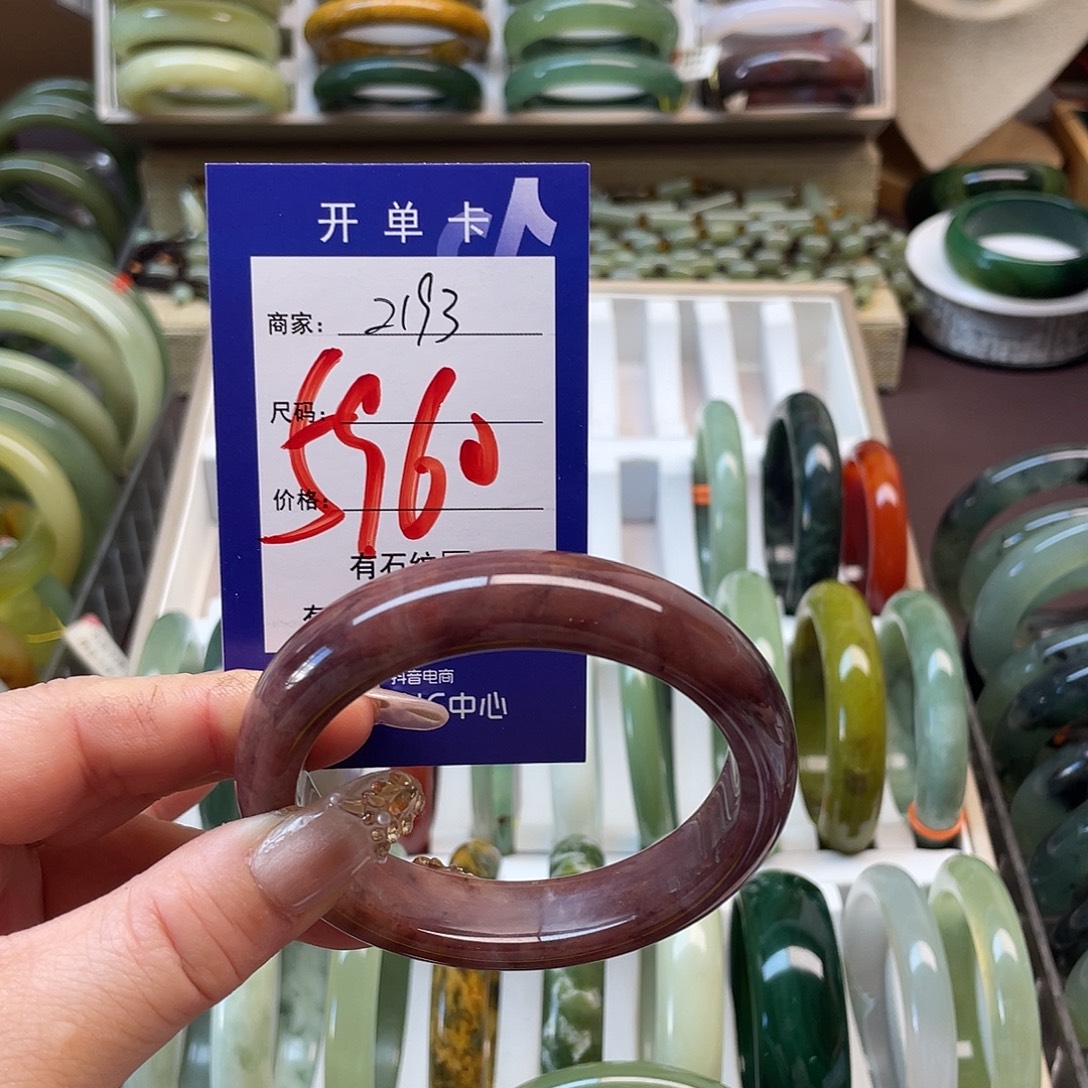 开单卡
商家: 2193
尺码:
5960
价格:
有石纹
抖音电商
中心